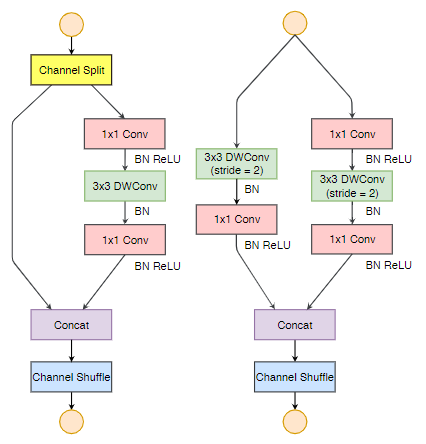 Channel Split
1x1 Conv
BN ReLU
3x3 DWConv
BN
1x1 Conv
BN ReLU
Concat
Channel Shuffle
3x3 DWConv
(stride = 2)
BN
1x1 Conv
BN ReLU
1x1 Conv
BN ReLU
3x3 DWConv
(stride = 2)
BN
1x1 Conv
BN ReLU
Concat
Channel Shuffle